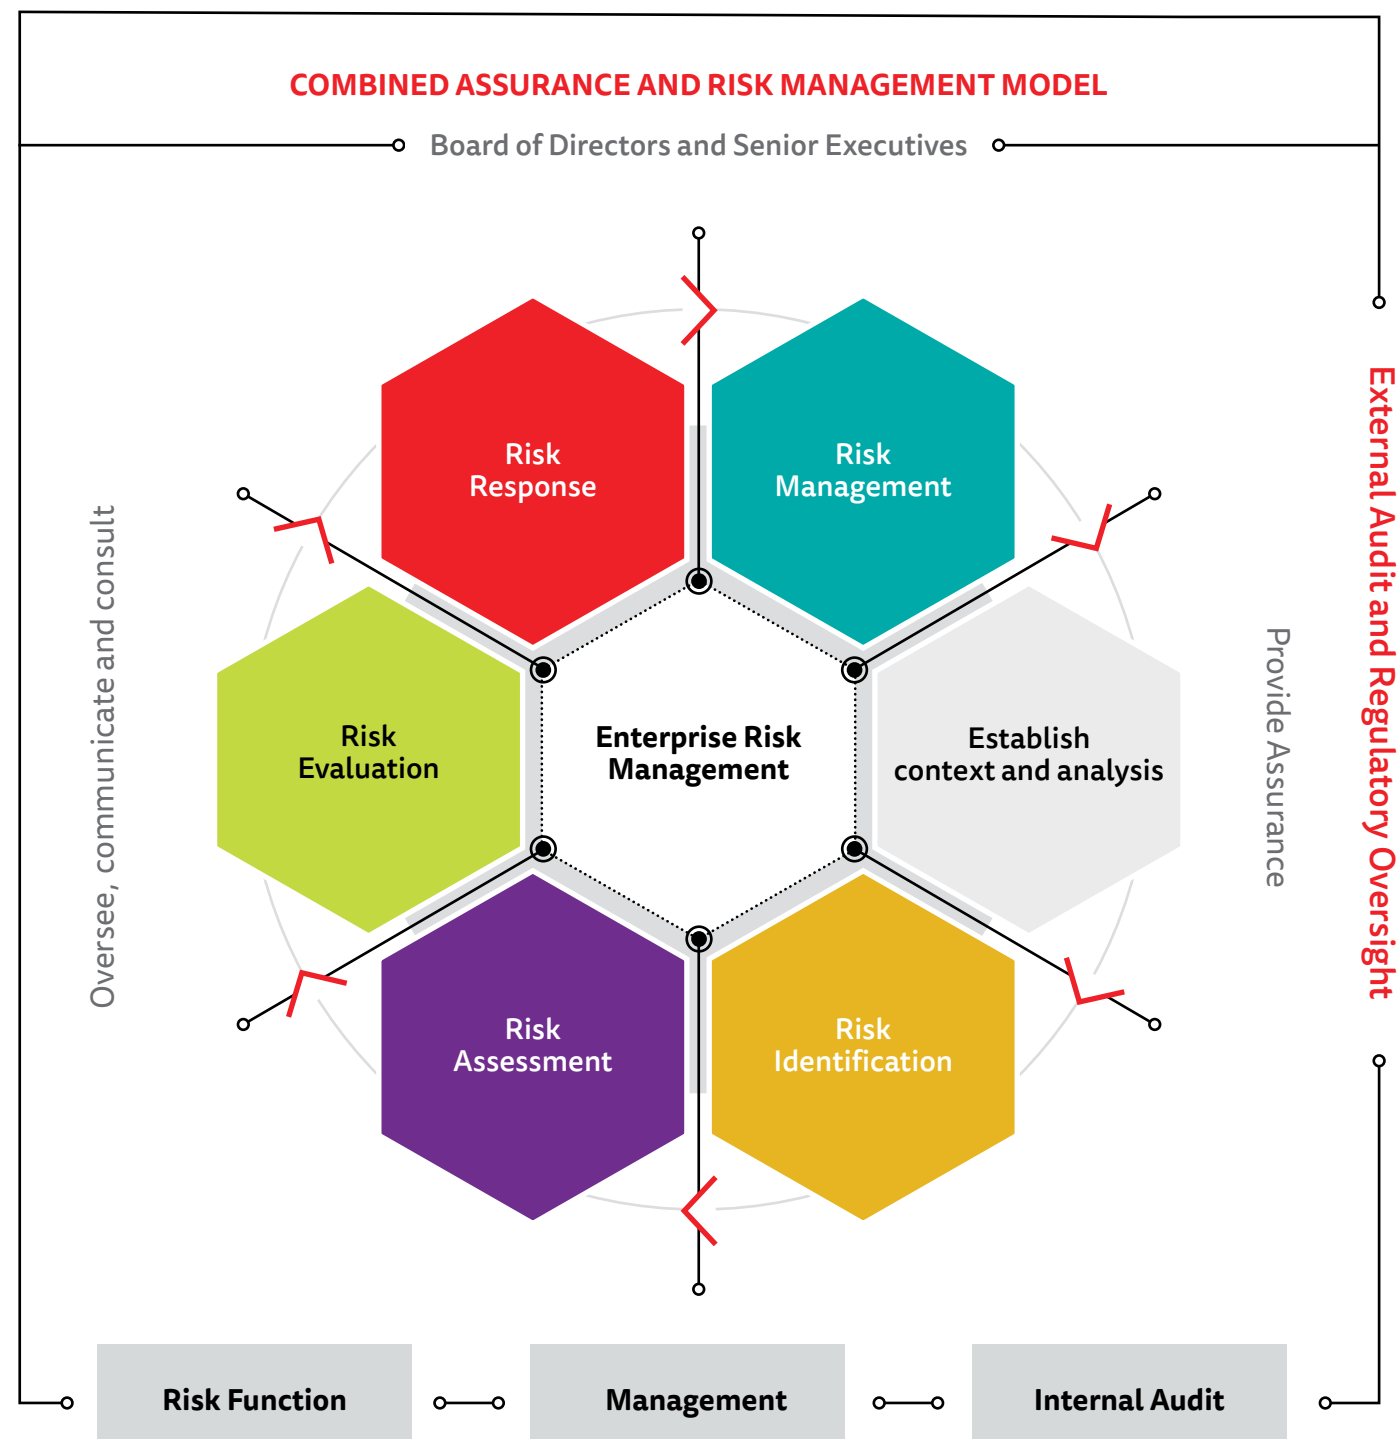 COMBINED ASSURANCE AND RISK MANAGEMENT MODEL
Board of Directors and Senior Executives
Risk
Response
Risk
Management
Oversee, communicate and consult
Risk
Evaluation
Enterprise Risk
Management
Establish
context and analysis
Provide Assurance
External Audit and Regulatory Oversight
Risk
Assessment
Risk
Identification
Risk Function
Management
Internal Audit